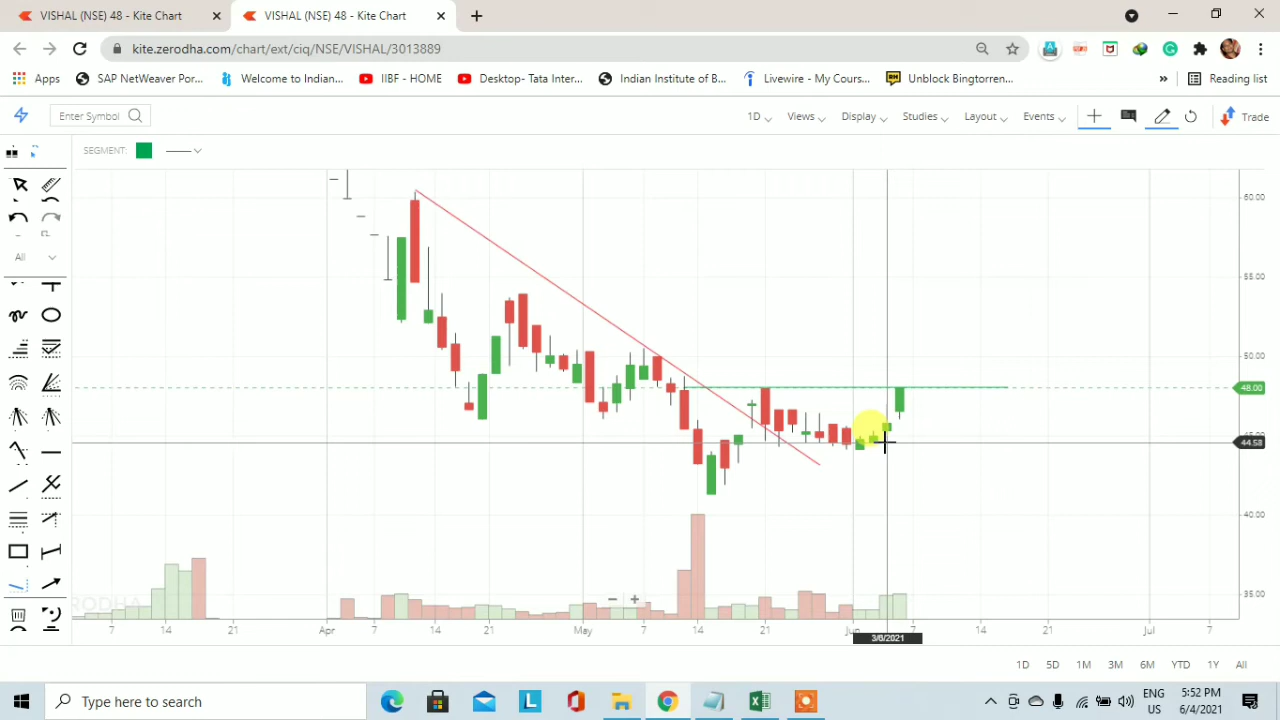 VISHAL (NSE) 48 - Kite Chart
VISHAL (NSE) 48 - Kite Chart
kite.zerodha.com/chart/ext/ciq/NSE/VISHAL/3013889
Apps
SAP NetWeaver Por...
Welcome to Indian...
IIBF - HOME
Desktop- Tata Inter...
Indian Institute of B...
Livewire - My Cours...
Unblock Bingtorren...
Reading list
Enter Symbol
1D
Views
Display
Studies
Layout
Events
Trade
SEGMENT:
All
60.00
55.00
50.00
48.00
44.58
40.00
35.00
7
14
21
Apr
7
14
21
May
7
14
21
Jun
7
14
21
Jul
7
3/6/2021
1D
5D
1M
3M
6M
YTD
1Y
All
Type here to search
ENG
US
5:52 PM
6/4/2021